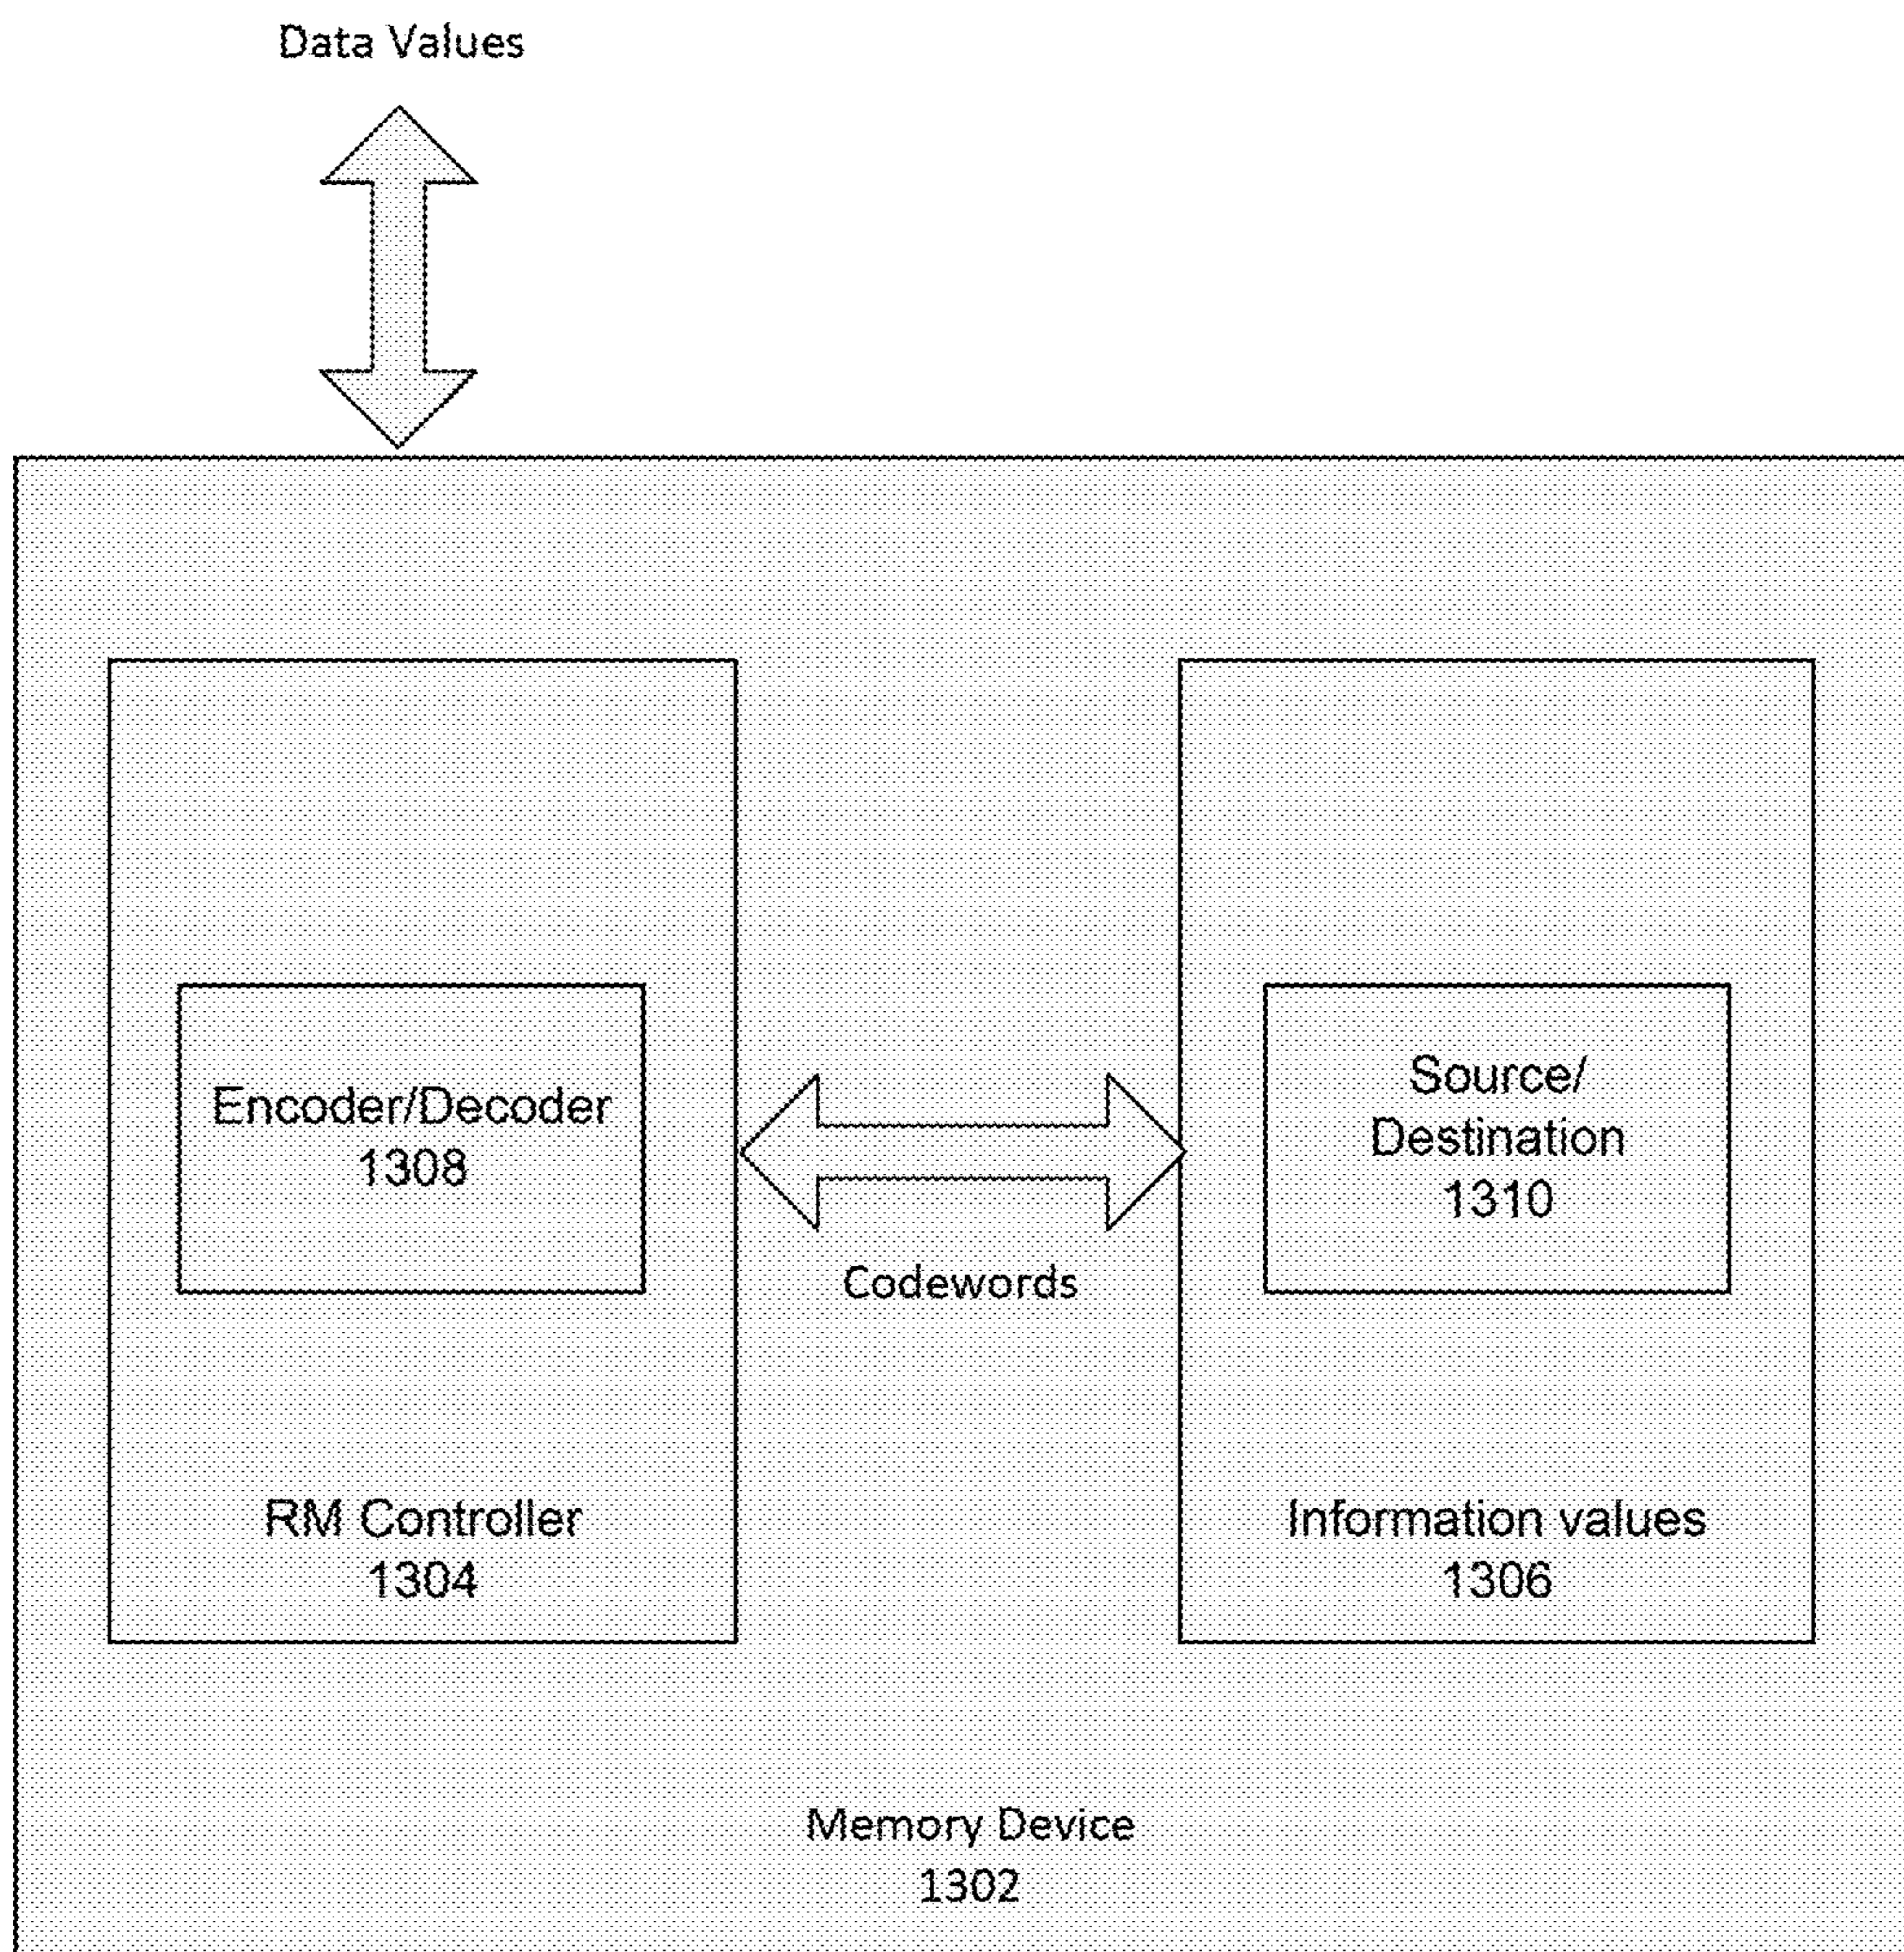 Data Values
Encoder/Decoder
1308
Source/
Destination
1310
Codewords
RM Controller
1304
Information values
1306
Memory Device
1302